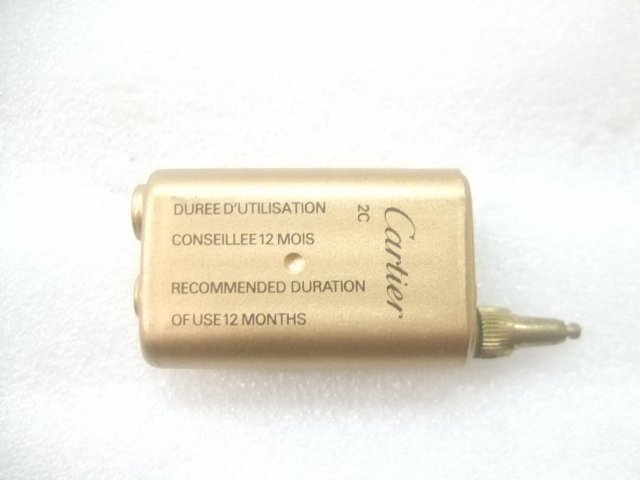 DUREE D'UTILISATION
CONSEILLEE 12 MOIS
RECOMMENDED DURATION
OF USE 12 MONTHS
2C
Cartier